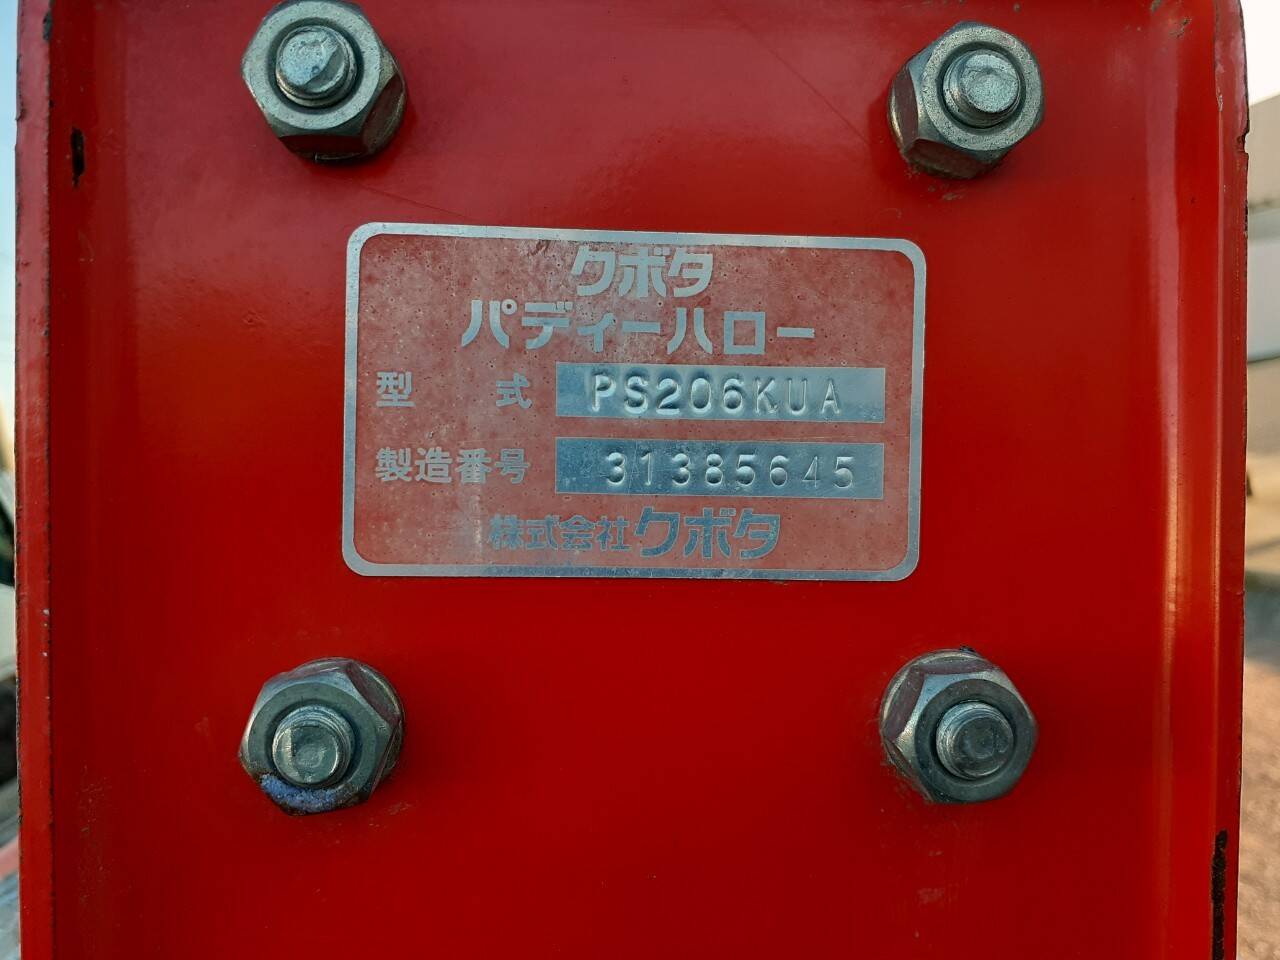 クボタ
パディーハロー
型式 PS206KUA
製造番号 31385645
株式会社クボタ